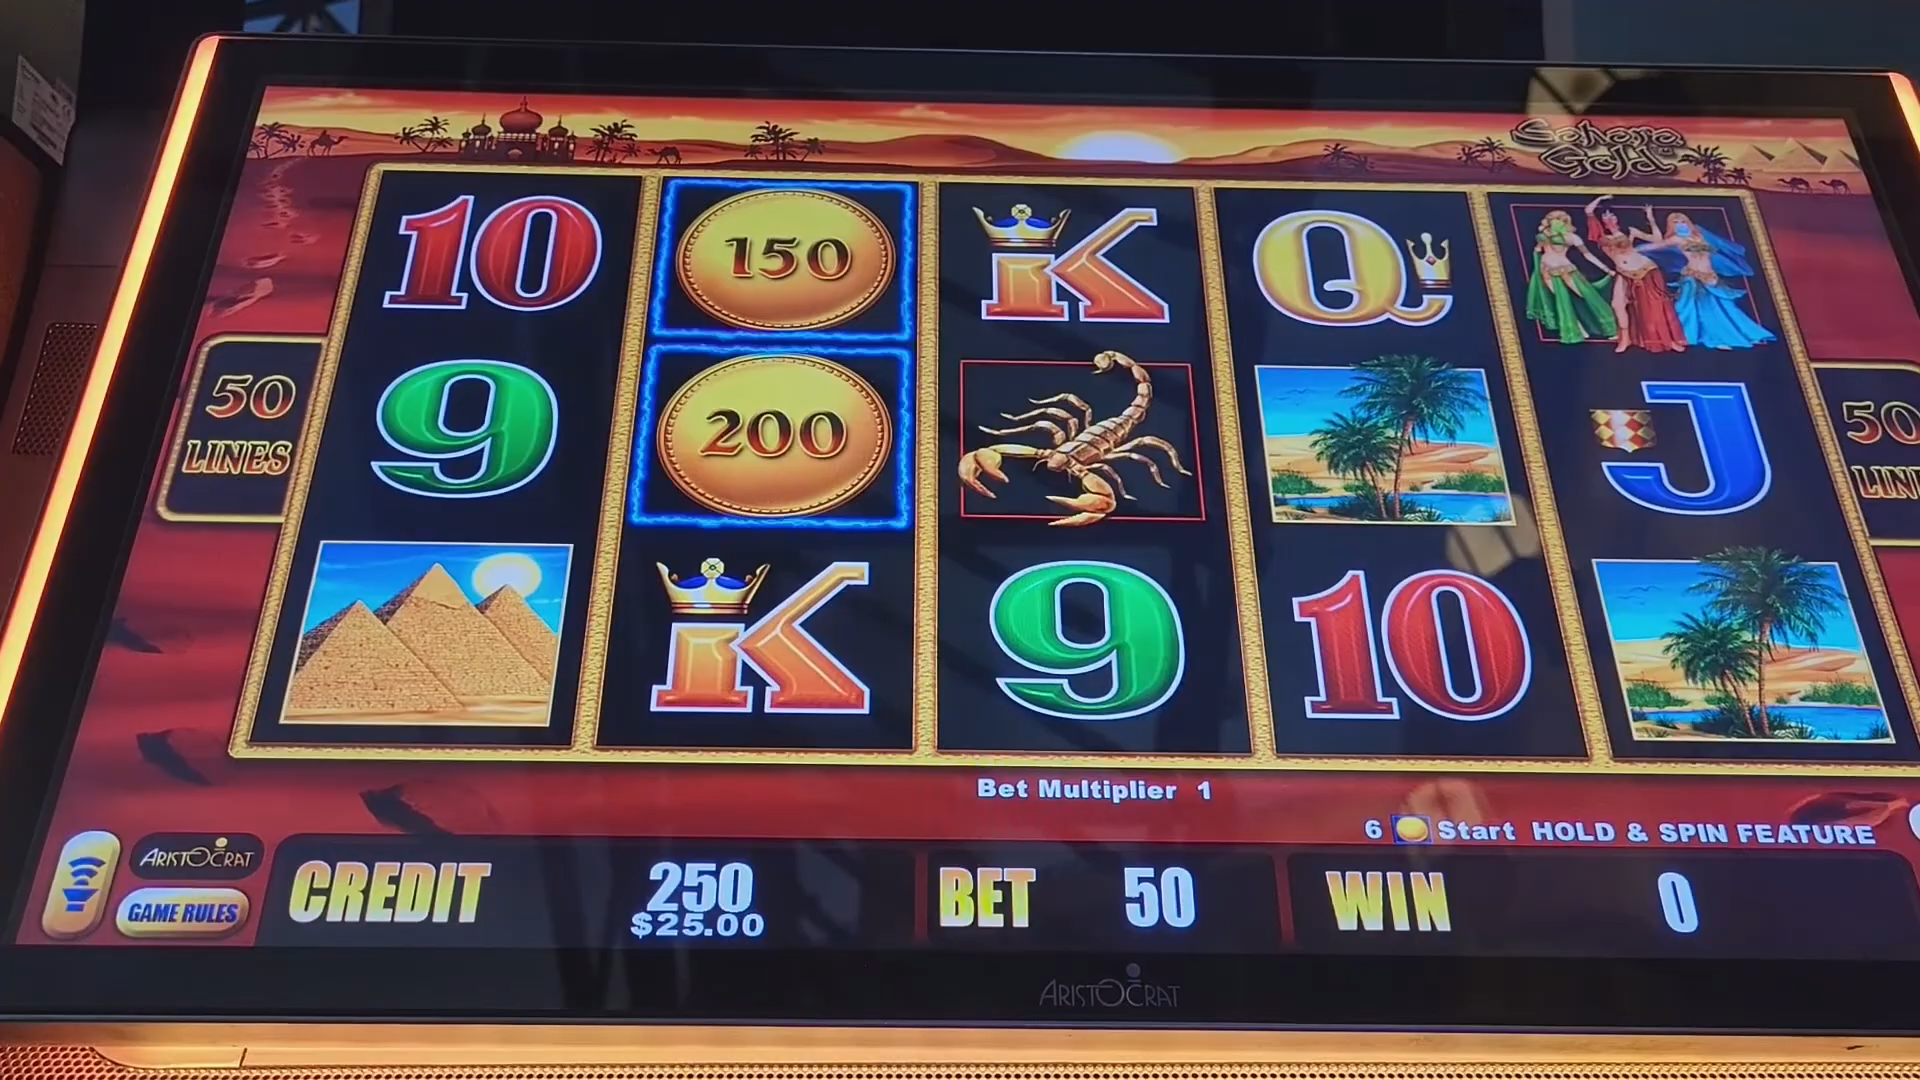 Sahara
Gold
10
150
K
Q
50
LINES
9
200
J
50
LIN
K
9
10
Bet Multiplier 1
6 Start HOLD & SPIN FEATURE
ARISTOCRAT
GAME RULES
CREDIT 250
$25.00
BET 50
WIN 0
ARISTOCRAT